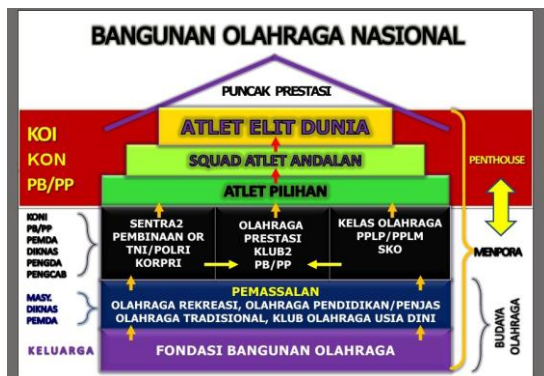 BANGUNAN OLAHRAGA NASIONAL
PUNCAK PRESTASI
KOI
KON
PB/PP
ATLET ELIT DUNIA
SQUAD ATLET ANDALAN
ATLET PILIHAN
PENTHOUSE
MENPORA
KONI
PB/PP
PEMDA
DIKNAS
PENGDA
PENGCAB
SENTRA2
PEMBINAAN OR
TNI/POLRI
KORPRI
OLAHRAGA
PRESTASI
KLUB2
PB/PP
KELAS OLAHRAGA
PPLP/PPLM
SKO
MASY.
DIKNAS
PEMDA
PEMASSALAN
OLAHRAGA REKREASI, OLAHRAGA PENDIDIKAN/PENJAS
OLAHRAGA TRADISIONAL, KLUB OLAHRAGA USIA DINI
BUDAYA
OLAHRAGA
KELUARGA
FONDASI BANGUNAN OLAHRAGA